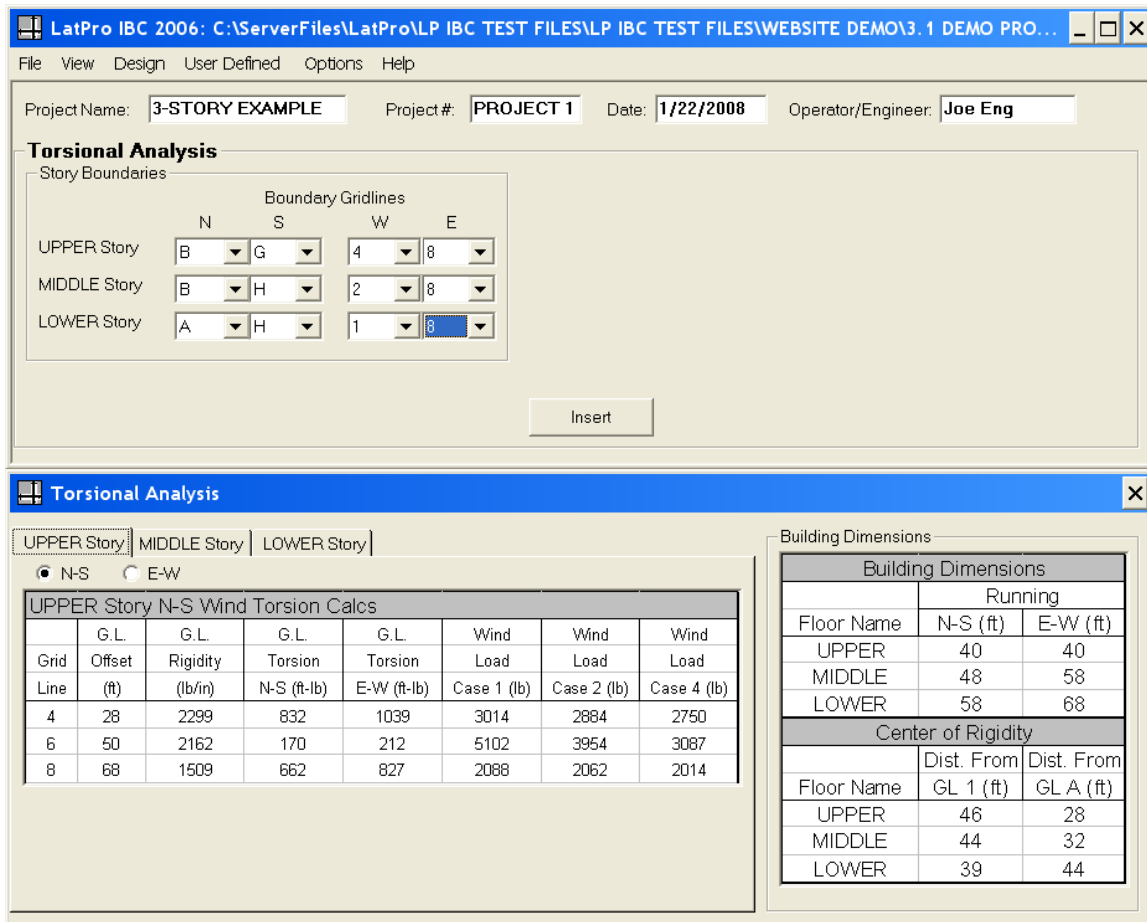 LatPro IBC 2006: C:\ServerFiles\LatPro\LP IBC TEST FILES\LP IBC TEST FILES\WEBSITE DEMO\3.1 DEMO PRO...
File View Design User Defined Options Help
Project Name: 3-STORY EXAMPLE Project #: PROJECT 1 Date: 1/22/2008 Operator/Engineer: Joe Eng
Torsional Analysis
Story Boundaries
Boundary Gridlines
N S W E
UPPER Story B G 4 8
MIDDLE Story B H 2 8
LOWER Story A H 1 8
Insert
Torsional Analysis
UPPER Story MIDDLE Story LOWER Story
N-S E-W
UPPER Story N-S Wind Torsion Calcs
G.L. G.L. G.L. G.L. Wind Wind Wind
Grid Offset Rigidity Torsion Torsion Load Load Load
Line (ft) (lb/in) N-S (ft-lb) E-W (ft-lb) Case 1 (lb) Case 2 (lb) Case 4 (lb)
4 28 2299 832 1039 3014 2884 2750
6 50 2162 170 212 5102 3954 3087
8 68 1509 662 827 2088 2062 2014
Building Dimensions
Building Dimensions
Running
Floor Name N-S (ft) E-W (ft)
UPPER 40 40
MIDDLE 48 58
LOWER 58 68
Center of Rigidity
Dist. From Dist. From
Floor Name GL 1 (ft) GL A (ft)
UPPER 46 28
MIDDLE 44 32
LOWER 39 44